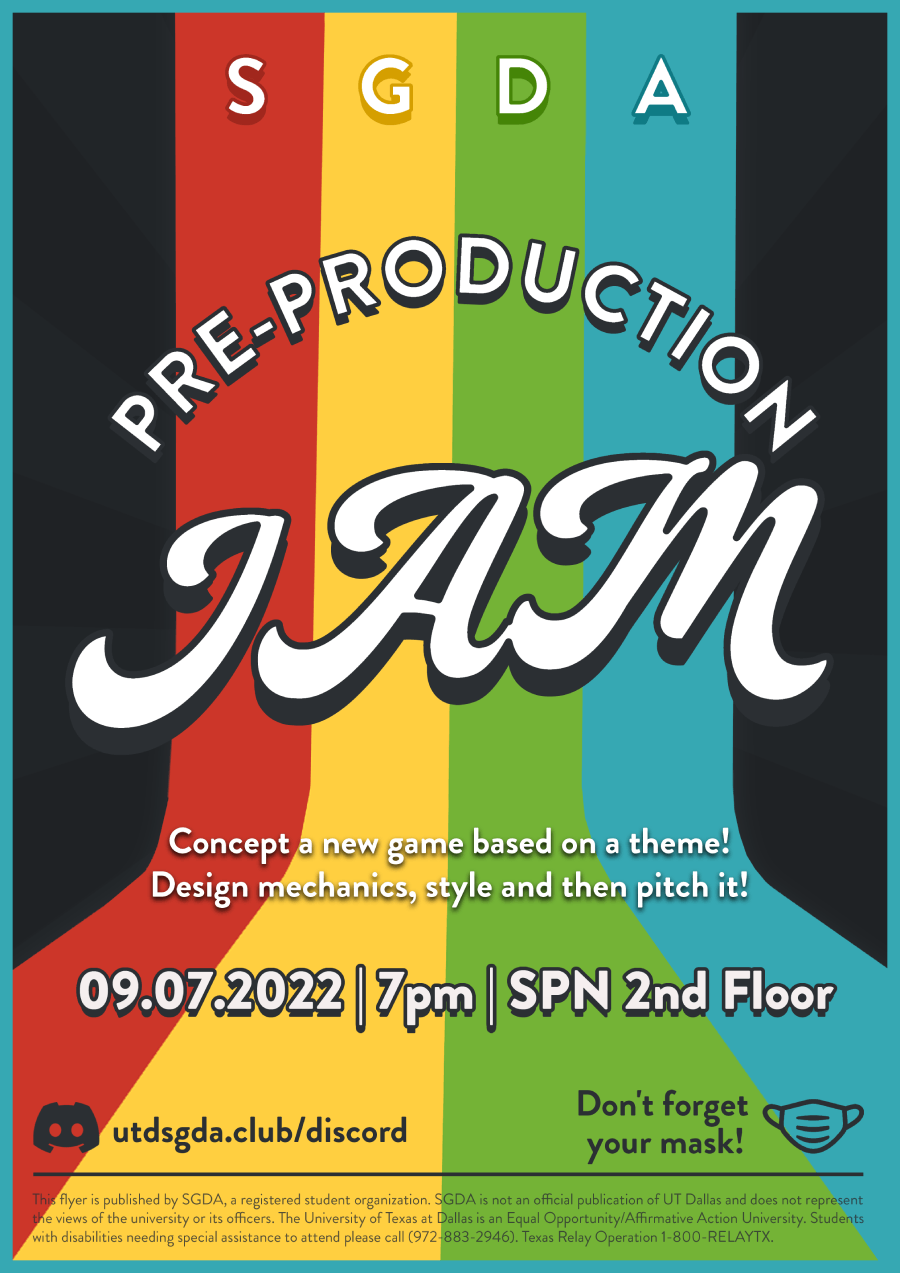 S G D A
PRE-PRODUCTION
JAM
Concept a new game based on a theme!
Design mechanics, style and then pitch it!
09.07.2022 | 7pm | SPN 2nd Floor
utdsgda.club/discord
Don't forget
your mask!
This flyer is published by SGDA, a registered student organization. SGDA is not an official publication of UT Dallas and does not represent
the views of the university or its officers. The University of Texas at Dallas is an Equal Opportunity/Affirmative Action University. Students
with disabilities needing special assistance to attend please call (972-883-2946). Texas Relay Operation 1-800-RELAYTX.